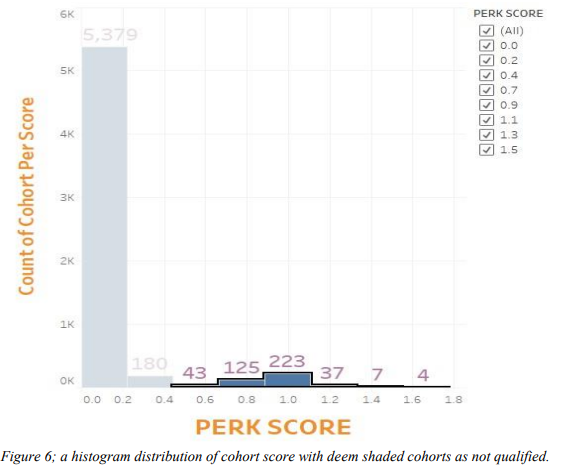 6K
5,379
5K
4K
3K
2K
1K
0K
Count of Cohort Per Score
180
43
125
223
37
7
4
0.0 0.2 0.4 0.6 0.8 1.0 1.2 1.4 1.6 1.8
PERK SCORE
PERK SCORE
(All)
0.0
0.2
0.4
0.7
0.9
1.1
1.3
1.5
Figure 6; a histogram distribution of cohort score with deem shaded cohorts as not qualified.